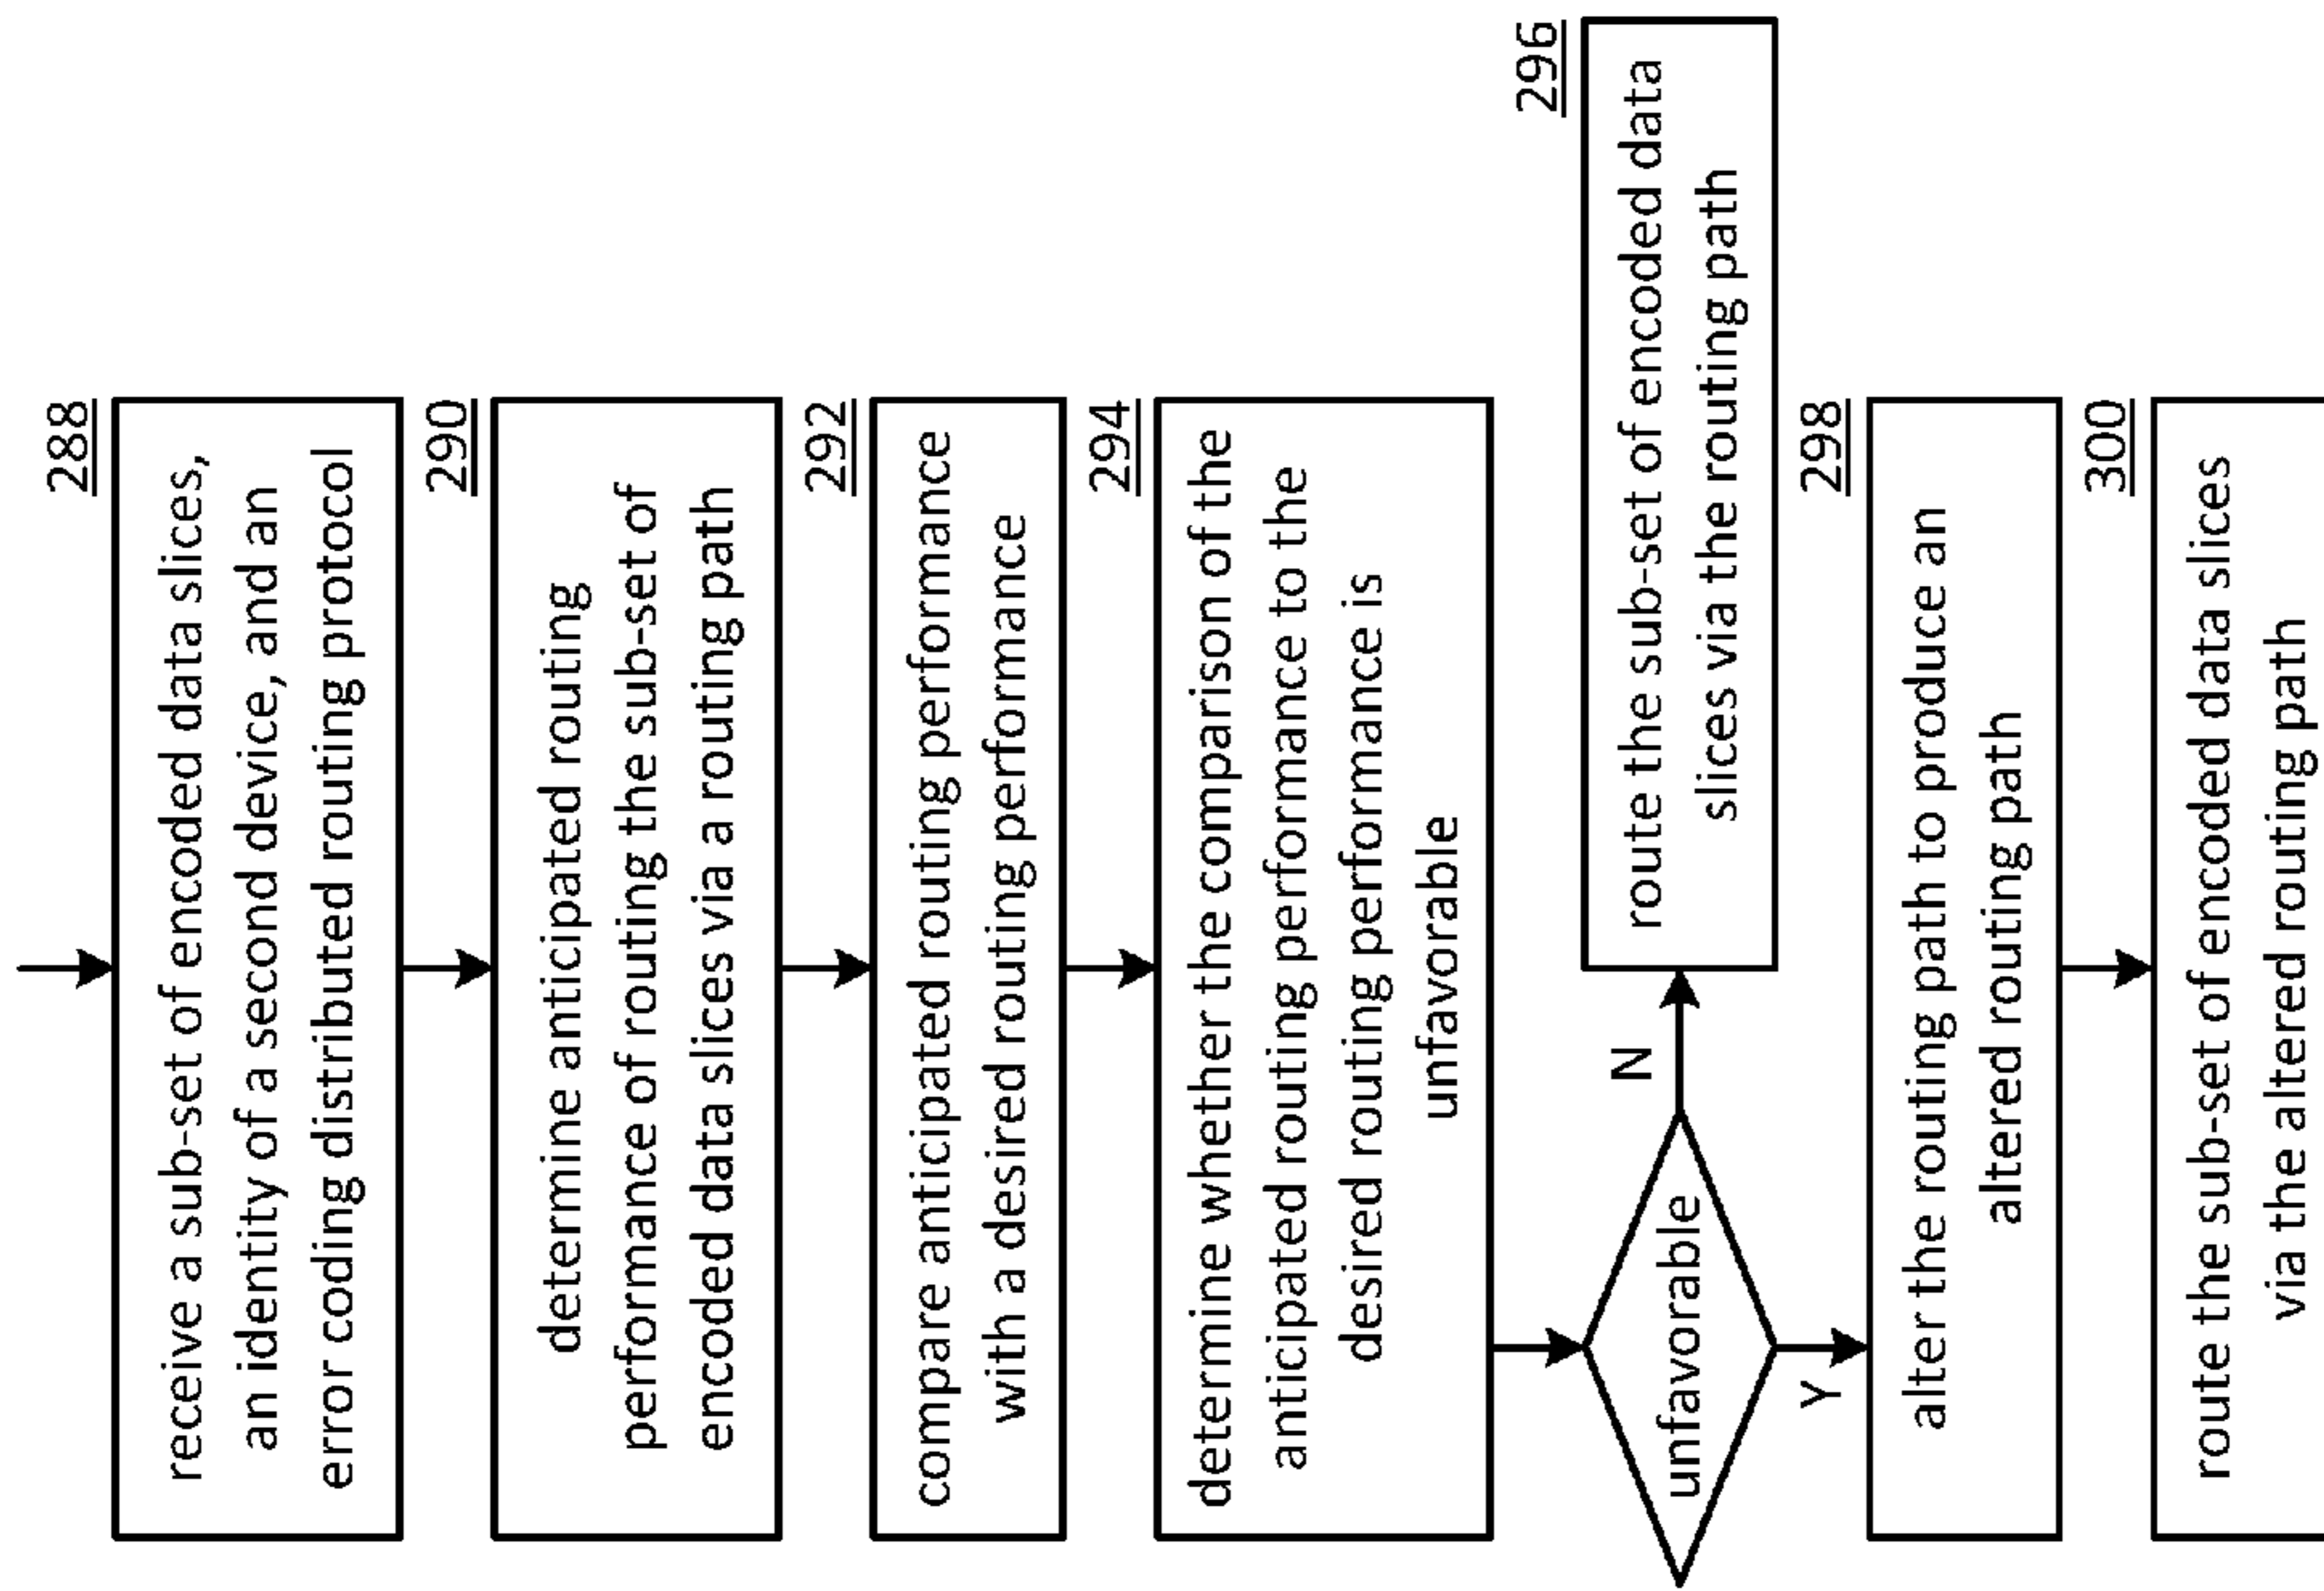 288
receive a sub-set of encoded data slices,
an identity of a second device, and an
error coding distributed routing protocol
290
determine anticipated routing
performance of routing the sub-set of
encoded data slices via a routing path
292
compare anticipated routing performance
with a desired routing performance
294
determine whether the comparison of the
anticipated routing performance to the
desired routing performance is
unfavorable
unfavorable
N
296
route the sub-set of encoded data
slices via the routing path
Y
298
alter the routing path to produce an
altered routing path
300
route the sub-set of encoded data slices
via the altered routing path